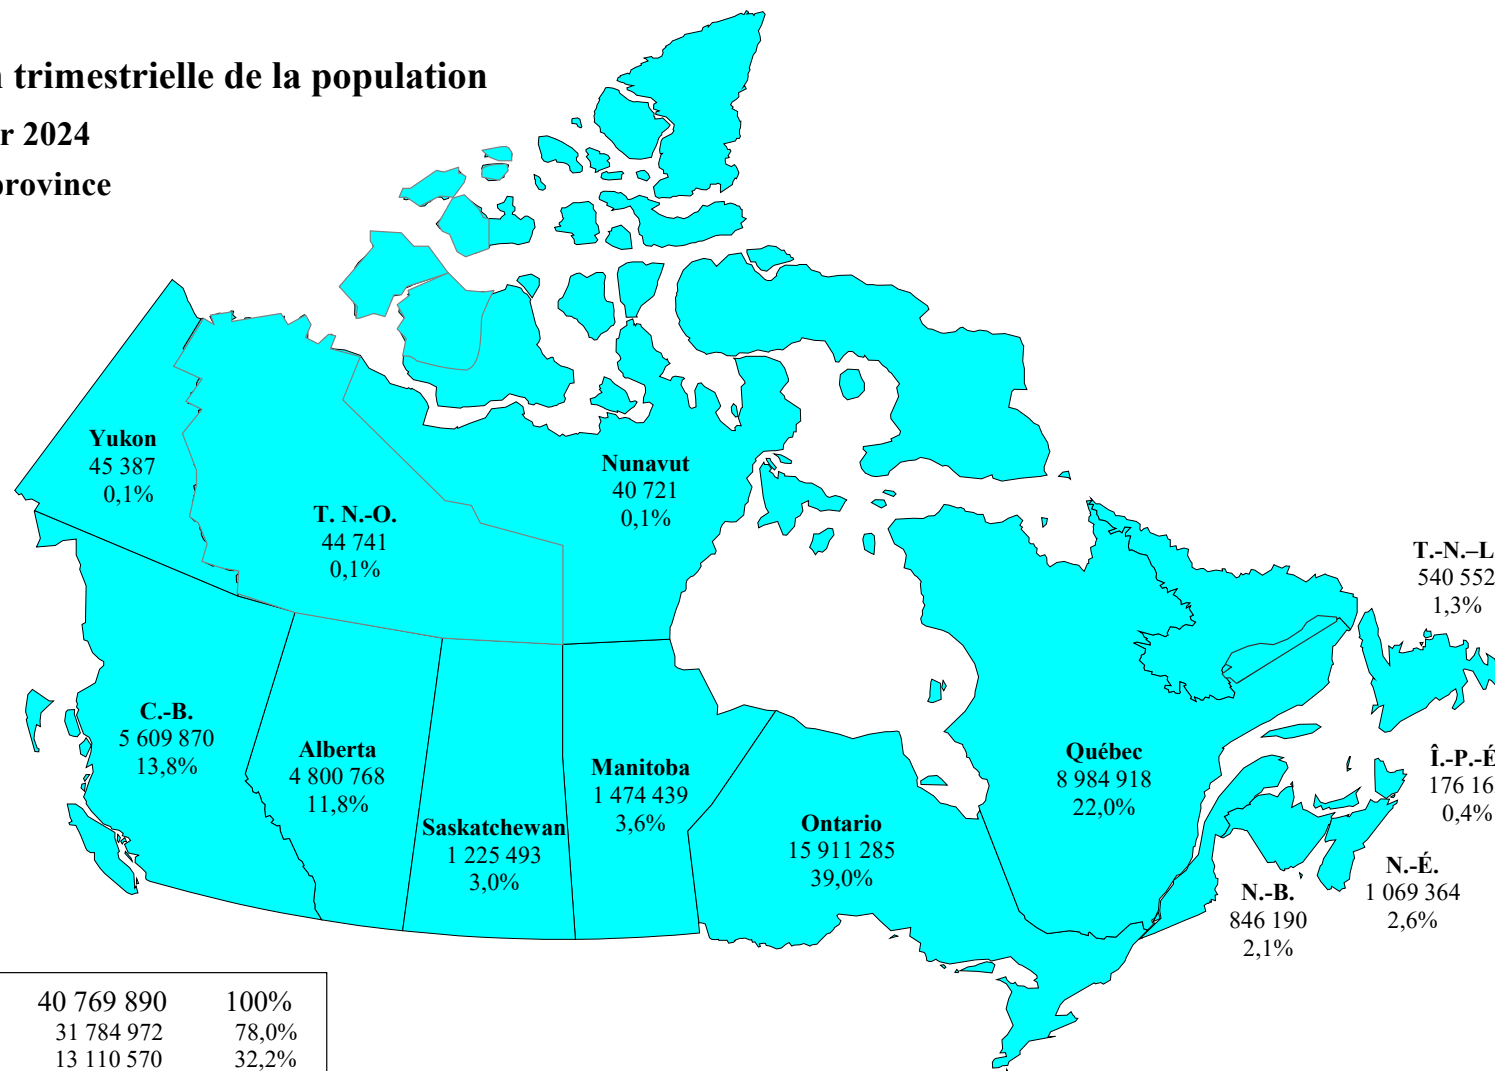 trimestrielle de la population
r 2024
province
Yukon
45 387
0,1%
T. N.-O.
44 741
0,1%
Nunavut
40 721
0,1%
T.-N.–L
540 552
1,3%
C.-B.
5 609 870
13,8%
Alberta
4 800 768
11,8%
Saskatchewan
1 225 493
3,0%
Manitoba
1 474 439
3,6%
Ontario
15 911 285
39,0%
Québec
8 984 918
22,0%
Î.-P.-É
176 16
0,4%
N.-É.
1 069 364
2,6%
N.-B.
846 190
2,1%
40 769 890 100%
31 784 972 78,0%
13 110 570 32,2%